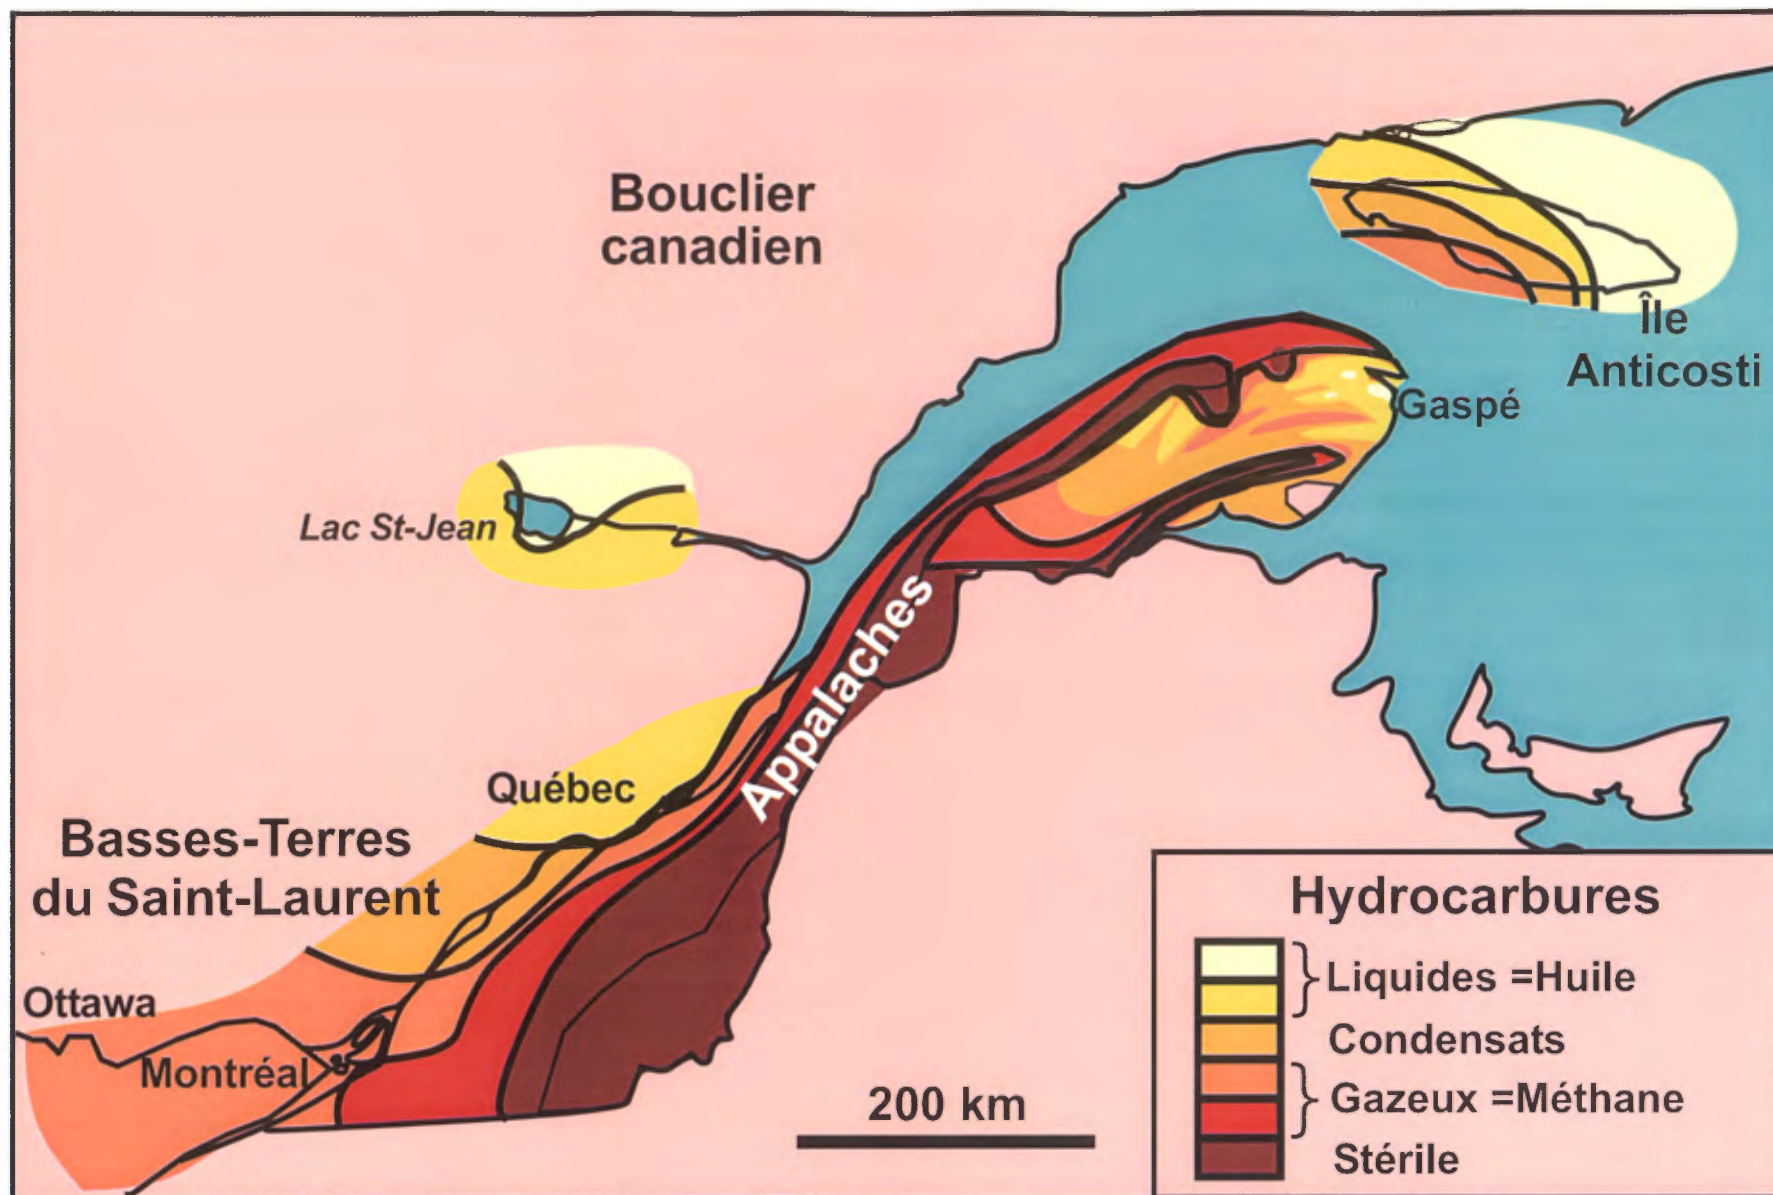 Bouclier
canadien
Île
Anticosti
Gaspé
Lac St-Jean
Appalaches
Québec
Basses-Terres
du Saint-Laurent
Ottawa
Montréal
200 km
Hydrocarbures
Liquides =Huile
Condensats
Gazeux =Méthane
Stérile